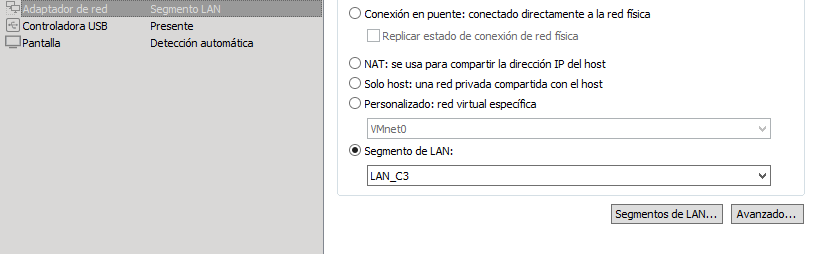 Adaptador de red Segmento LAN
Controladora USB Presente
Pantalla Detección automática
Conexión en puente: conectado directamente a la red física
Replicar estado de conexión de red física
NAT: se usa para compartir la dirección IP del host
Solo host: una red privada compartida con el host
Personalizado: red virtual específica
VMnet0
Segmento de LAN:
LAN_C3
Segmentos de LAN... Avanzado...